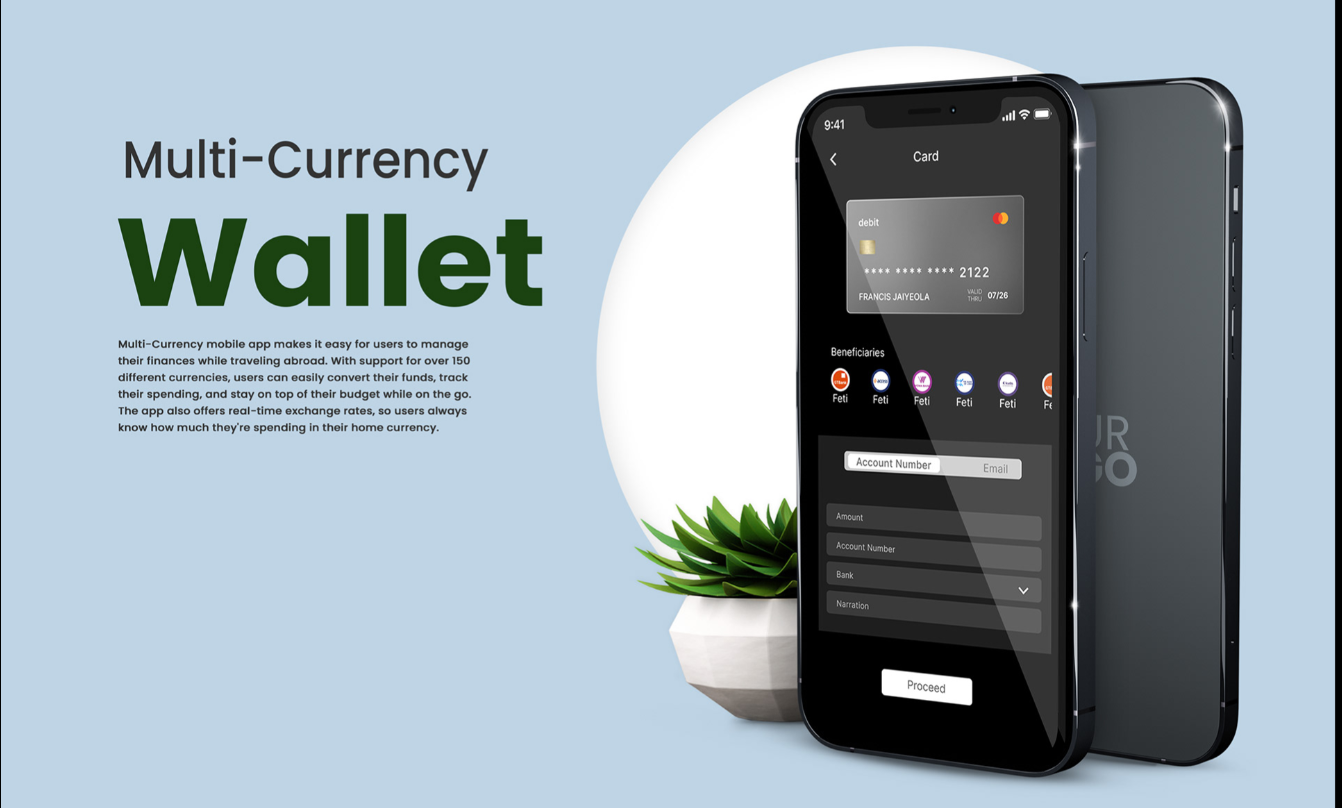 Multi-Currency
Wallet
Multi-Currency mobile app makes it easy for users to manage
their finances while traveling abroad. With support for over 150
different currencies, users can easily convert their funds, track
their spending, and stay on top of their budget while on the go.
The app also offers real-time exchange rates, so users always
know how much they're spending in their home currency.
9:41
Card
debit
**** **** **** 2122
FRANCIS JAIYEOLA
VALID
THRU
07/26
Beneficiaries
Feti Feti Feti Feti Feti Fe
Account Number Email
Amount
Account Number
Bank
Narration
Proceed
UR
GO